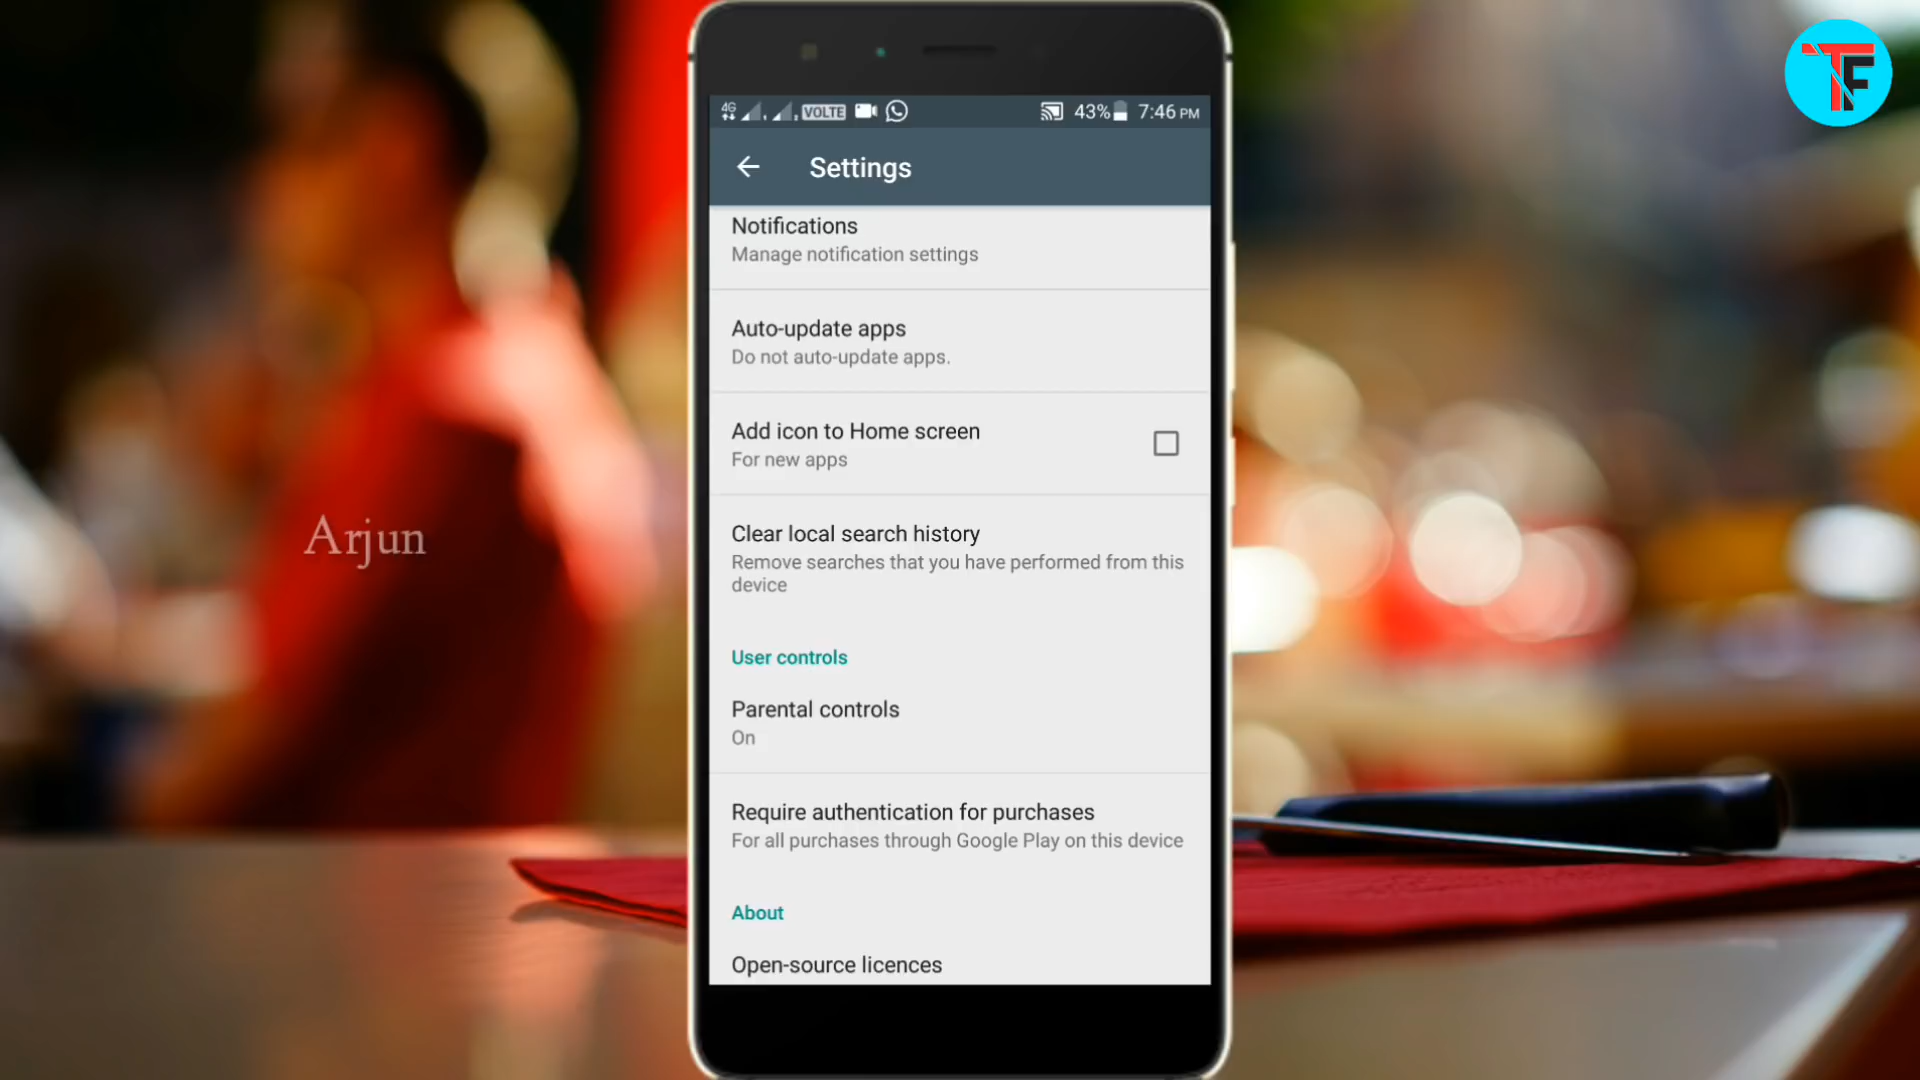 TF
4G VOLTE 43% 7:46 PM
Settings
Notifications
Manage notification settings
Auto-update apps
Do not auto-update apps.
Add icon to Home screen
For new apps
Clear local search history
Remove searches that you have performed from this
device
Arjun
User controls
Parental controls
On
Require authentication for purchases
For all purchases through Google Play on this device
About
Open-source licences